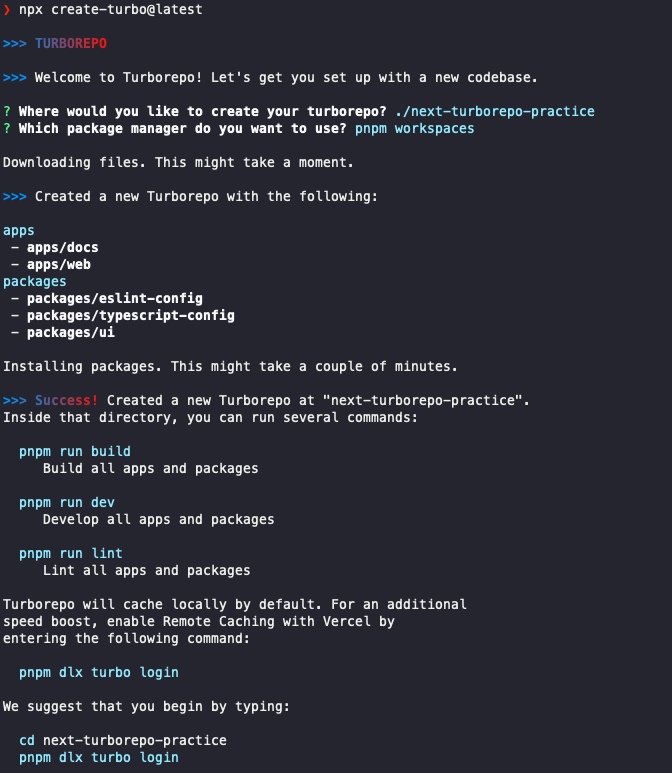 ❯ npx create-turbo@latest
>>> TURBOREPO
>>> Welcome to Turborepo! Let's get you set up with a new codebase.
? Where would you like to create your turborepo? ./next-turborepo-practice
? Which package manager do you want to use? pnpm workspaces
Downloading files. This might take a moment.
>>> Created a new Turborepo with the following:
apps
- apps/docs
- apps/web
packages
- packages/eslint-config
- packages/typescript-config
- packages/ui
Installing packages. This might take a couple of minutes.
>>> Success! Created a new Turborepo at "next-turborepo-practice".
Inside that directory, you can run several commands:
pnpm run build
Build all apps and packages
pnpm run dev
Develop all apps and packages
pnpm run lint
Lint all apps and packages
Turborepo will cache locally by default. For an additional
speed boost, enable Remote Caching with Vercel by
entering the following command:
pnpm dlx turbo login
We suggest that you begin by typing:
cd next-turborepo-practice
pnpm dlx turbo login